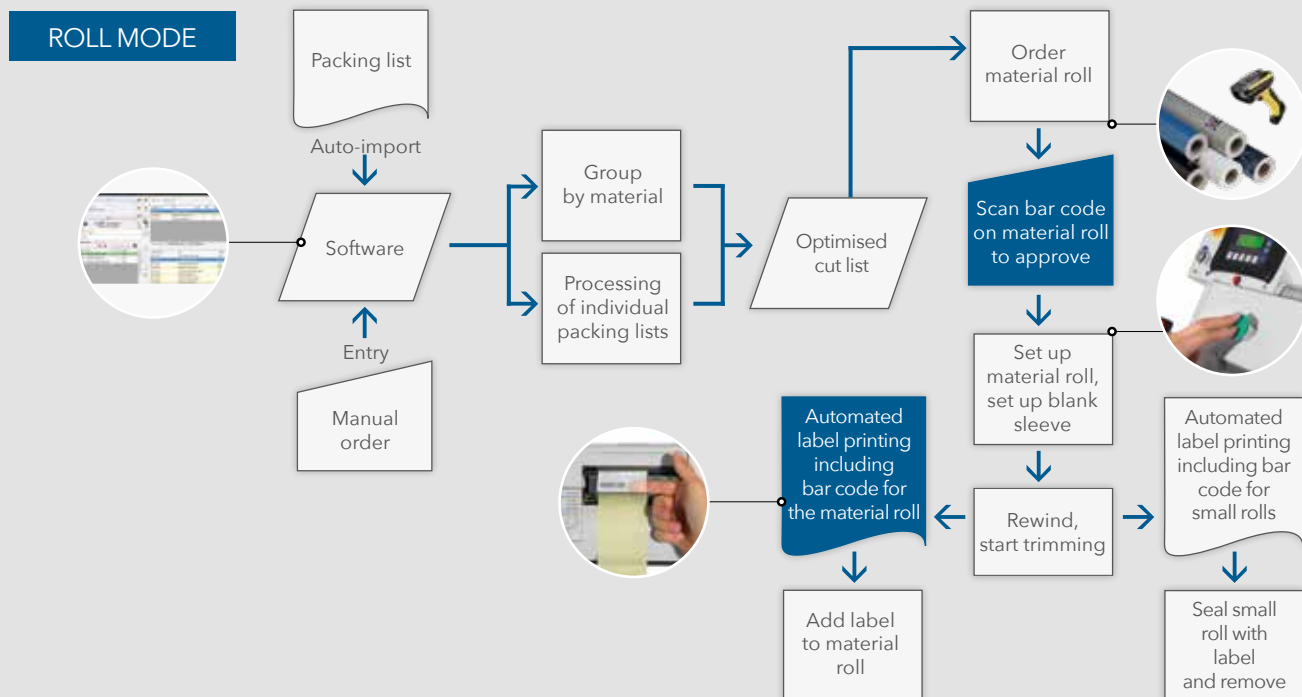 ROLL MODE
Packing list
Auto-import
Software
Entry
Manual
order
Group
by material
Processing
of individual
packing lists
Optimised
cut list
Order
material roll
Scan bar code
on material roll
to approve
Set up
material roll,
set up blank
sleeve
Rewind,
start trimming
Automated
label printing
including
bar code for
the material roll
Add label
to material
roll
Automated
label printing
including bar
code for
small rolls
Seal small
roll with
label
and remove